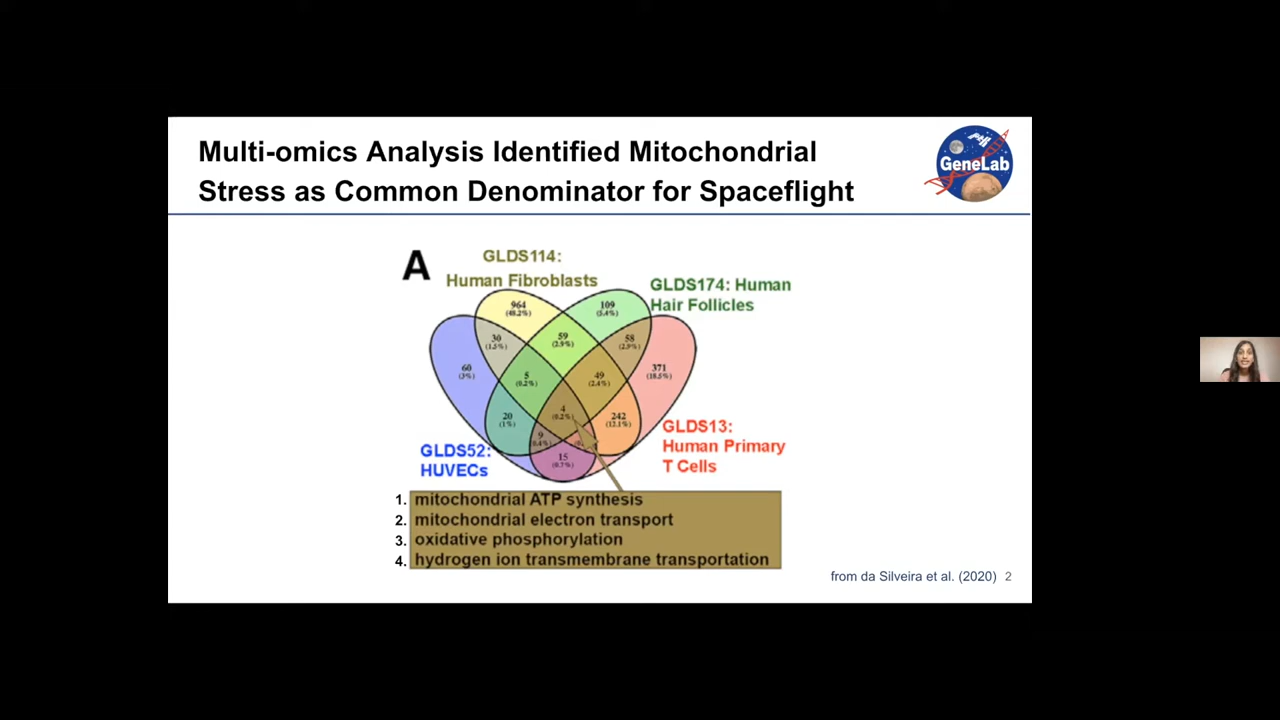 Multi-omics Analysis Identified Mitochondrial
Stress as Common Denominator for Spaceflight
GeneLab
A
GLDS114:
Human Fibroblasts
GLDS174: Human
Hair Follicles
964
(48.2%)
109
(5.4%)
30
(1.5%)
59
(2.9%)
58
(2.9%)
60
(3%)
5
(0.2%)
49
(2.4%)
371
(18.5%)
20
(1%)
4
(0.2%)
242
(12.1%)
9
(0.4%)
15
(0.7%)
GLDS52:
HUVECs
GLDS13:
Human Primary
T Cells
1. mitochondrial ATP synthesis
2. mitochondrial electron transport
3. oxidative phosphorylation
4. hydrogen ion transmembrane transportation
from da Silveira et al. (2020) 2